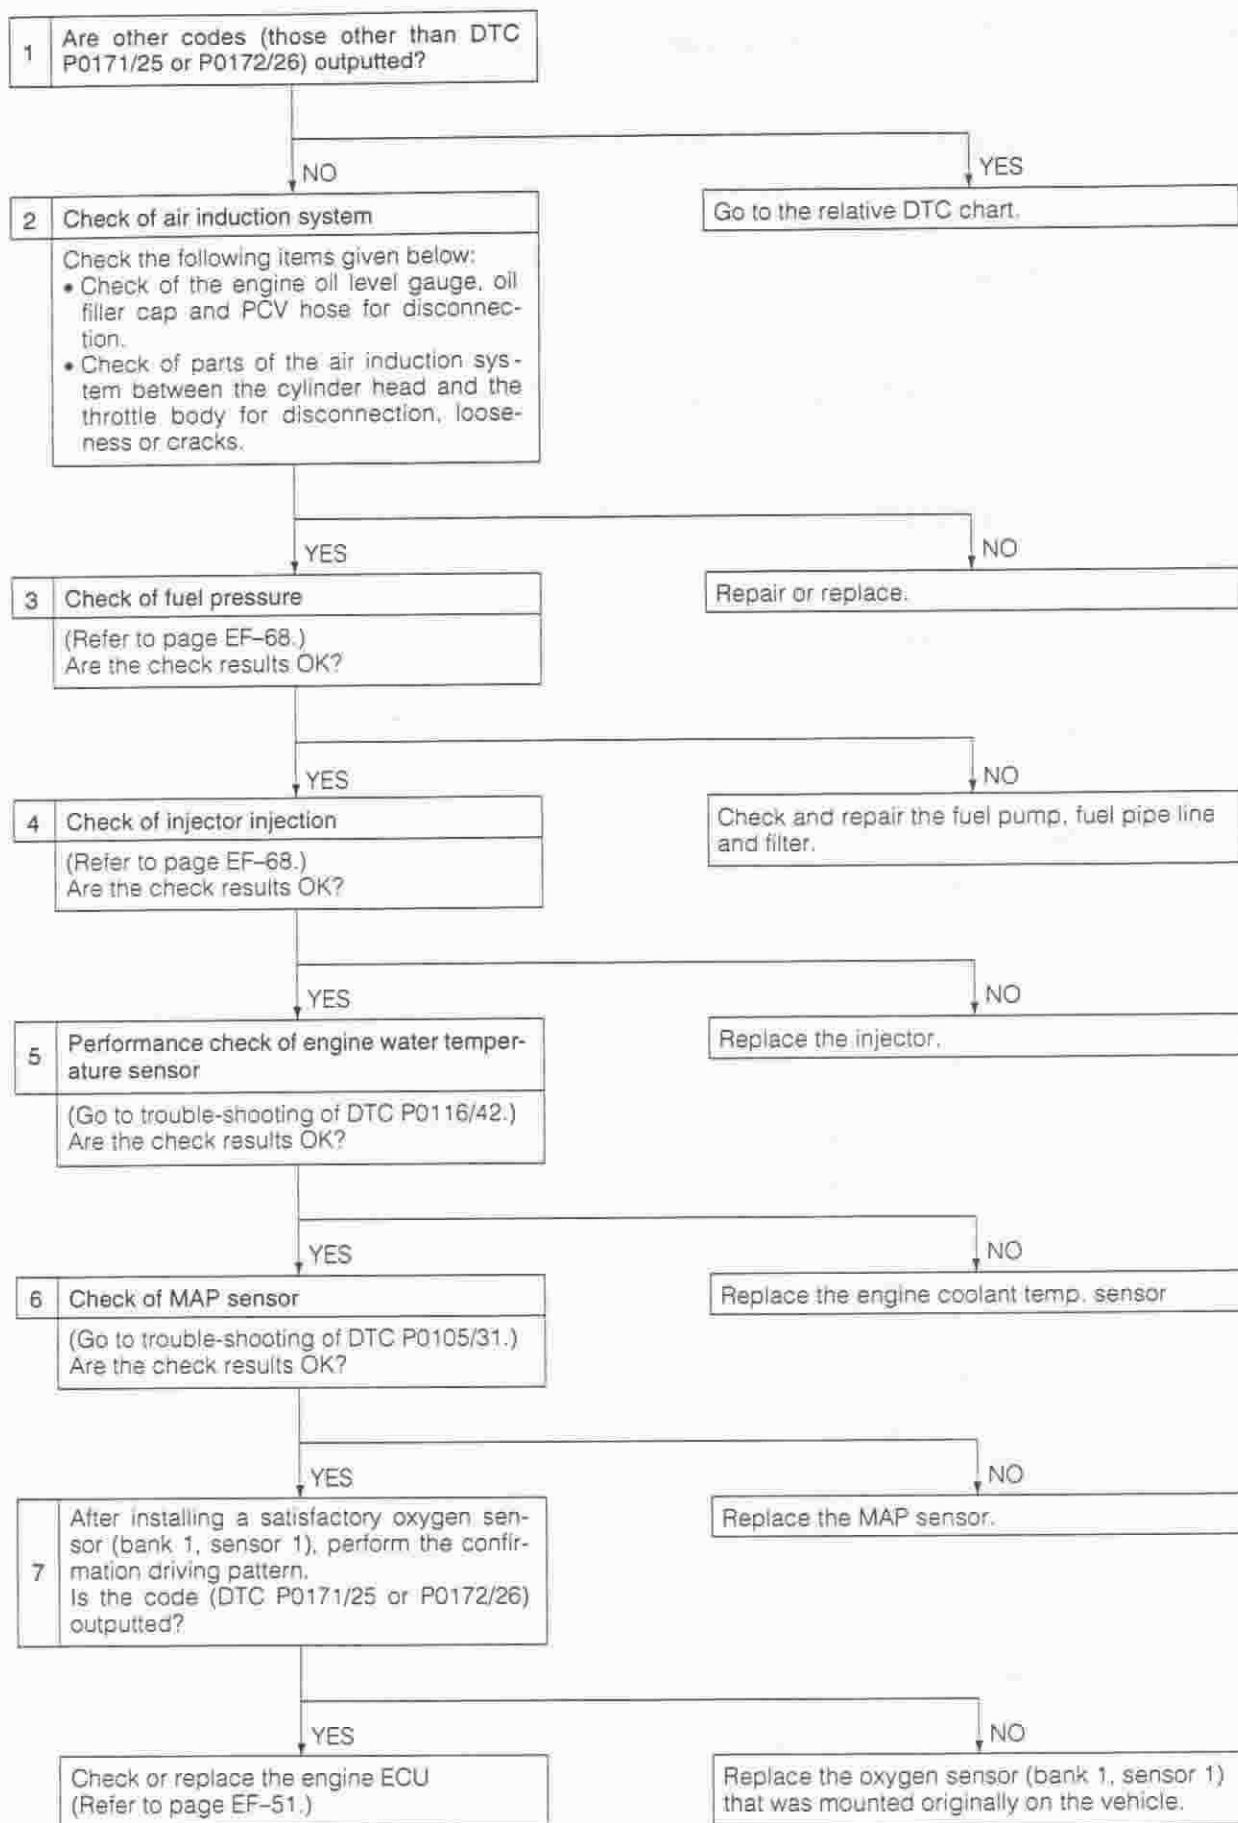 1
Are other codes (those other than DTC
P0171/25 or P0172/26) outputted?
NO
YES
2
Check of air induction system
Go to the relative DTC chart.
Check the following items given below:
• Check of the engine oil level gauge, oil
filler cap and PCV hose for disconnec-
tion.
• Check of parts of the air induction sys-
tem between the cylinder head and the
throttle body for disconnection, loose-
ness or cracks.
YES
NO
3
Check of fuel pressure
Repair or replace.
(Refer to page EF–68.)
Are the check results OK?
YES
NO
4
Check of injector injection
Check and repair the fuel pump, fuel pipe line
and filter.
(Refer to page EF–68.)
Are the check results OK?
YES
NO
5
Performance check of engine water temper-
ature sensor
Replace the injector.
(Go to trouble-shooting of DTC P0116/42.)
Are the check results OK?
YES
NO
6
Check of MAP sensor
Replace the engine coolant temp. sensor
(Go to trouble-shooting of DTC P0105/31.)
Are the check results OK?
YES
NO
7
After installing a satisfactory oxygen sen-
sor (bank 1, sensor 1), perform the confir-
mation driving pattern.
Is the code (DTC P0171/25 or P0172/26)
outputted?
Replace the MAP sensor.
YES
NO
Check or replace the engine ECU
(Refer to page EF–51.)
Replace the oxygen sensor (bank 1, sensor 1)
that was mounted originally on the vehicle.